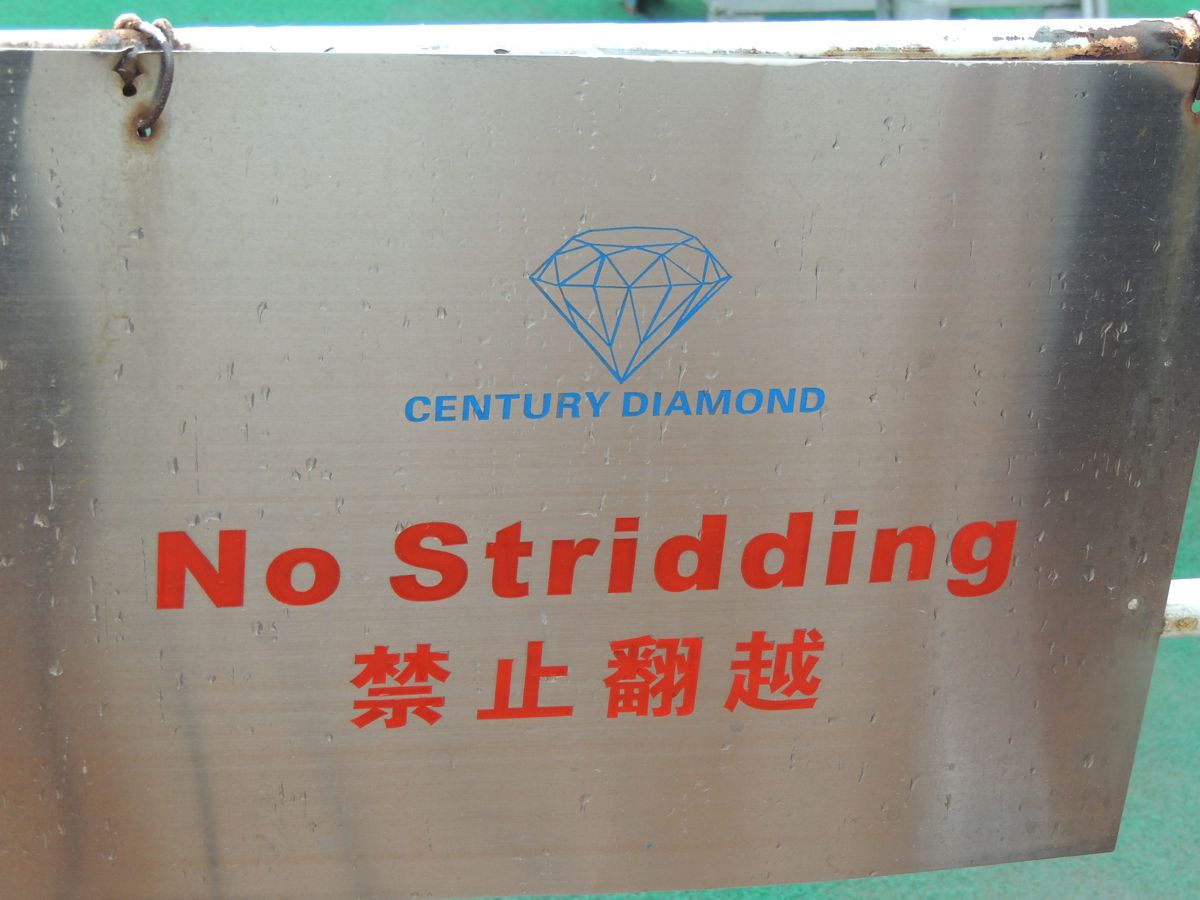 CENTURY DIAMOND
No Stridding
禁止翻越